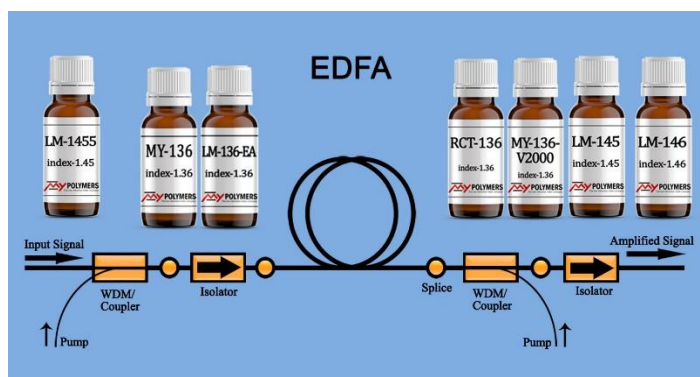 EDFA
LM-1455
index-1.45
MY POLYMERS
MY-136
index-1.36
MY POLYMERS
LM-136-EA
index-1.36
MY POLYMERS
RCT-136
index-1.36
MY POLYMERS
MY-136-
V2000
index-1.36
MY POLYMERS
LM-145
index-1.45
MY POLYMERS
LM-146
index-1.46
MY POLYMERS
Input Signal
Amplified Signal
WDM/
Coupler
Isolator
Splice
WDM/
Coupler
Isolator
Pump
Pump